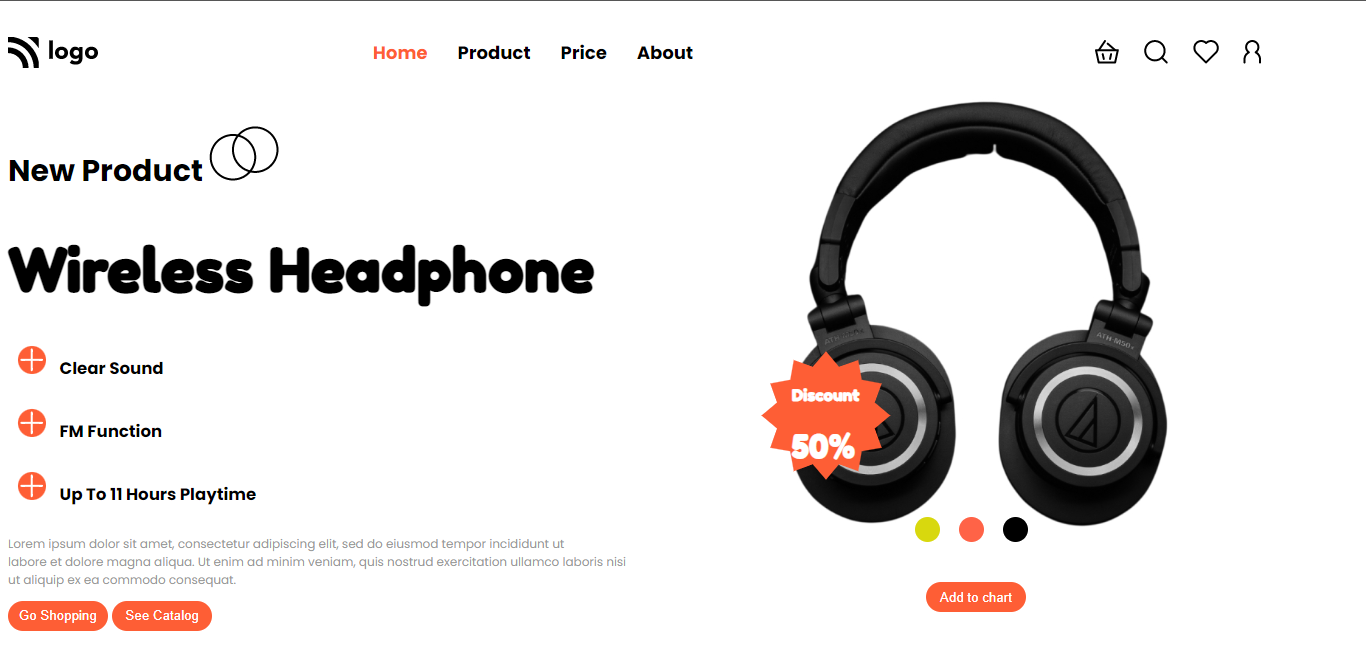 logo
Home Product Price About
New Product
Wireless Headphone
Clear Sound
FM Function
Up To 11 Hours Playtime
Lorem ipsum dolor sit amet, consectetur adipiscing elit, sed do eiusmod tempor incididunt ut
labore et dolore magna aliqua. Ut enim ad minim veniam, quis nostrud exercitation ullamco laboris nisi
ut aliquip ex ea commodo consequat.
Go Shopping See Catalog
ATH-M50x
Discount
50%
Add to chart